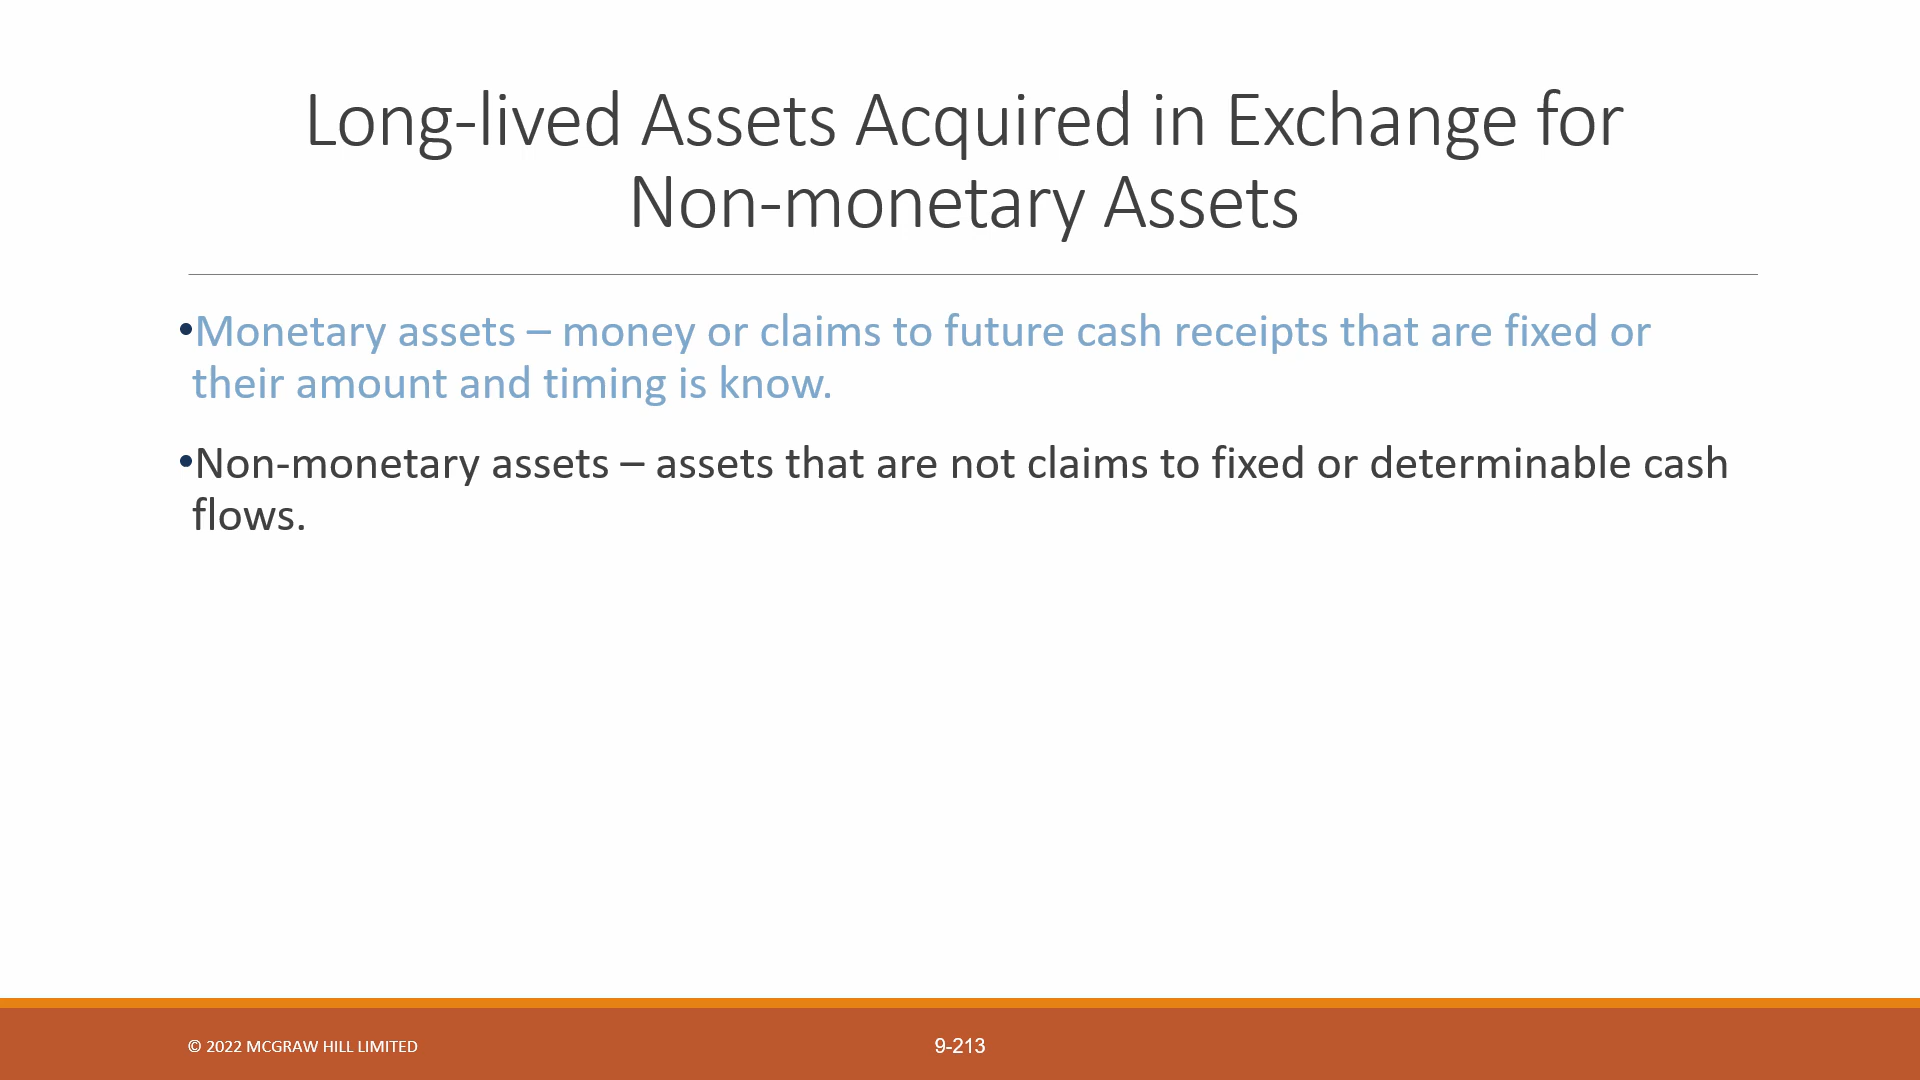 Long-lived Assets Acquired in Exchange for
Non-monetary Assets
•Monetary assets – money or claims to future cash receipts that are fixed or
their amount and timing is know.
•Non-monetary assets – assets that are not claims to fixed or determinable cash
flows.
© 2022 MCGRAW HILL LIMITED
9-213